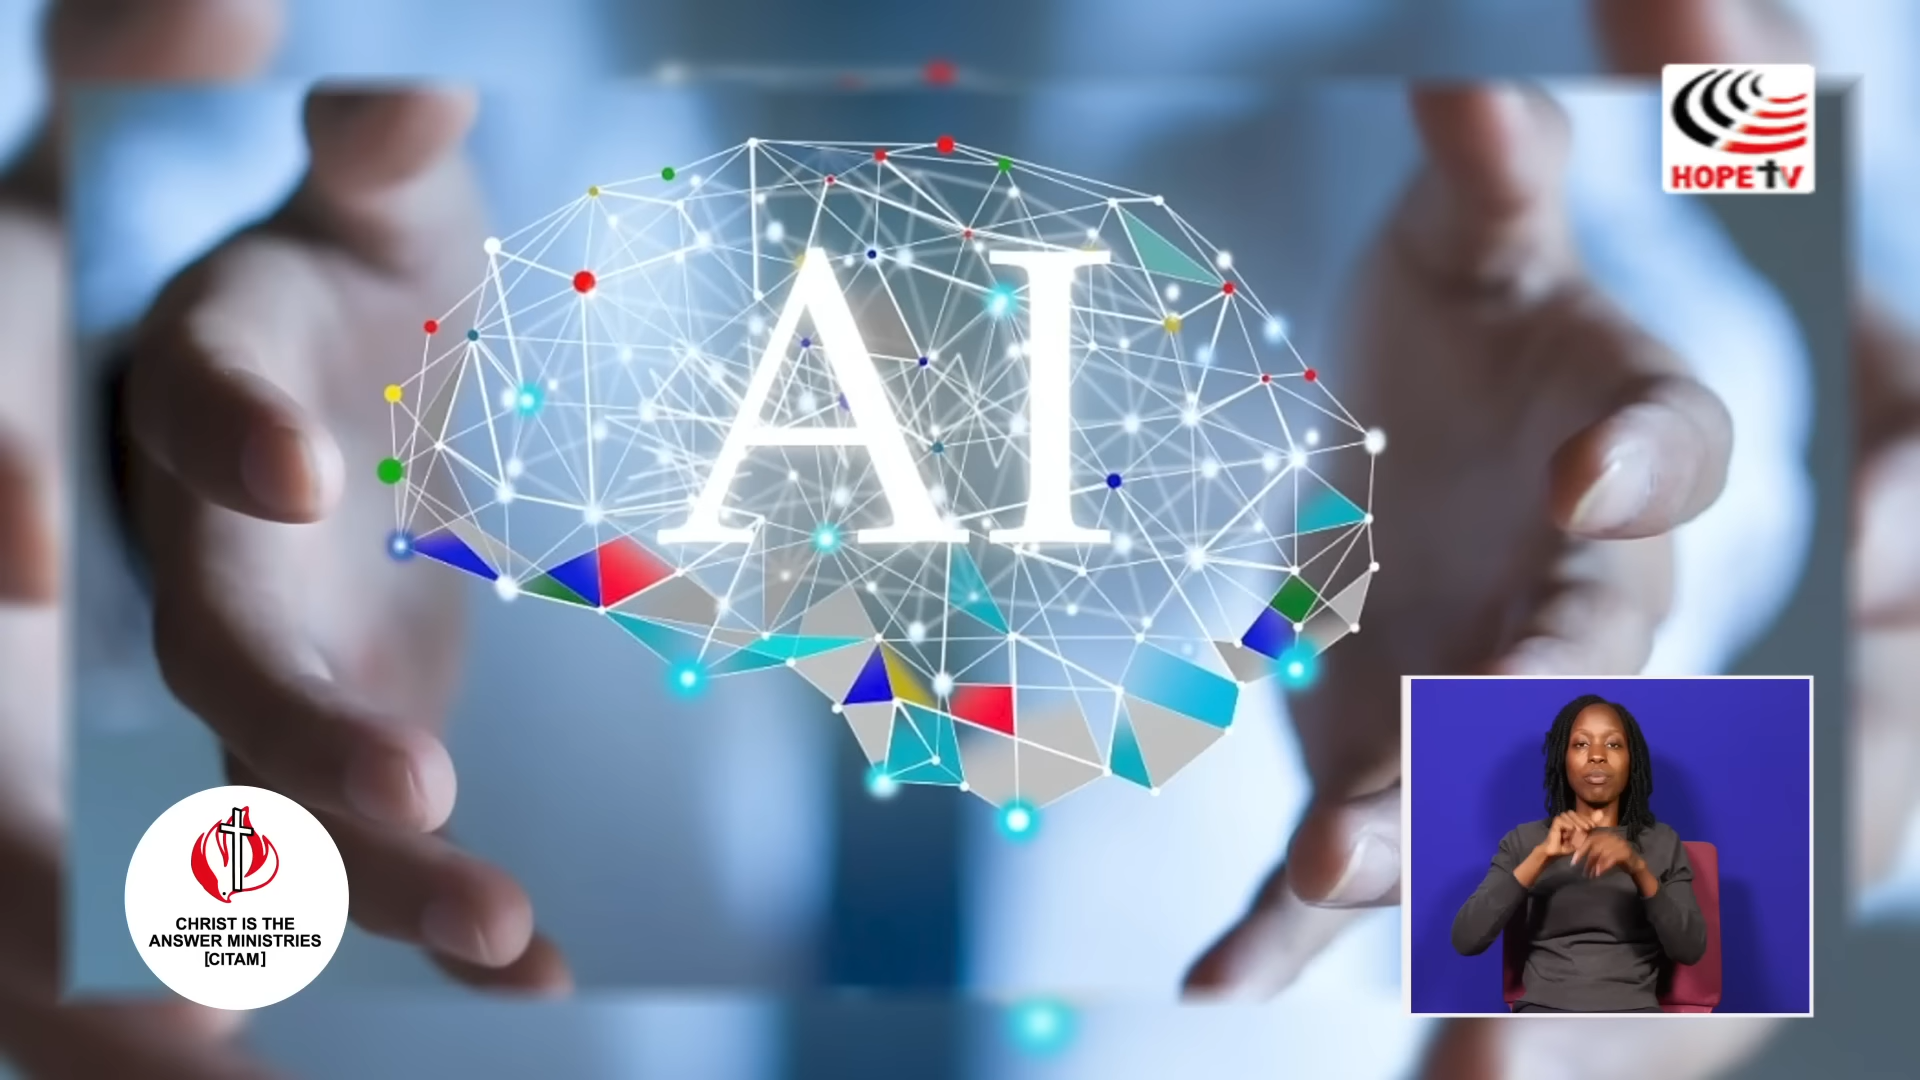 AI
HOPE TV
CHRIST IS THE
ANSWER MINISTRIES
[CITAM]